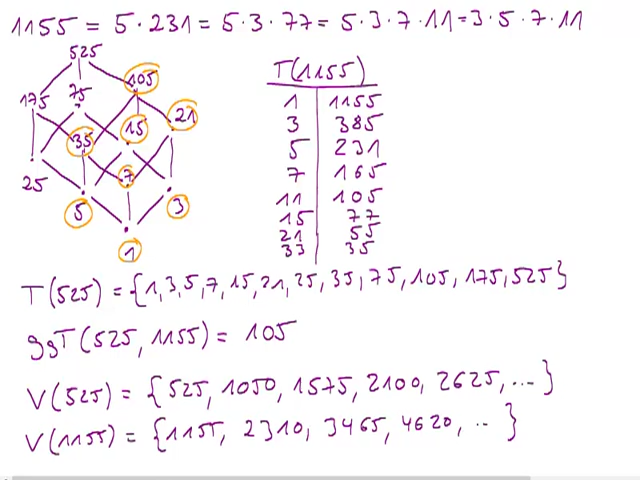 1155 = 5·231 = 5·3·77 = 5·3·7·11 = 3·5·7·11
525
175 75 105
35 15 21
25 7
5 3
1
T(1155)
1 1155
3 385
5 231
7 165
11 105
15 77
21 55
33 35
T(525) = {1,3,5,7,15,21,25,35,75,105,175,525}
ggT(525, 1155) = 105
V(525) = {525, 1050, 1575, 2100, 2625, ...}
V(1155) = {1155, 2310, 3465, 4620, ..}